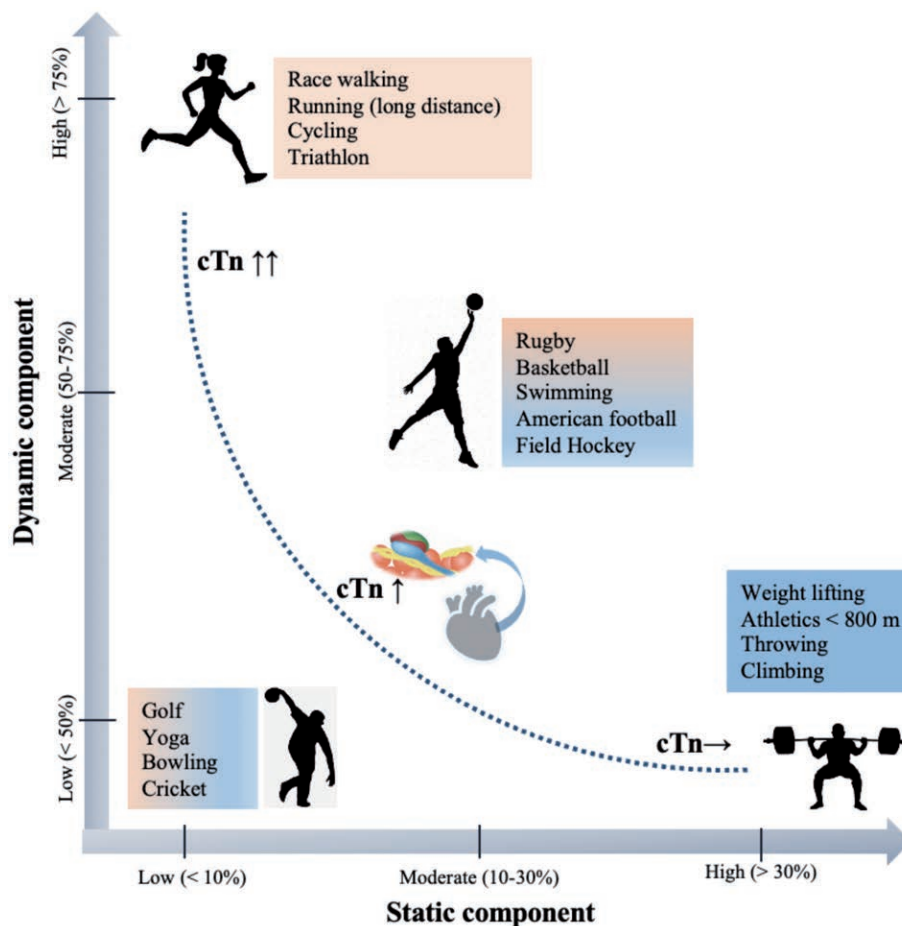 High (> 75%)
Race walking
Running (long distance)
Cycling
Triathlon
cTn ↑↑
Dynamic component
Moderate (50-75%)
Rugby
Basketball
Swimming
American football
Field Hockey
cTn ↑
Weight lifting
Athletics < 800 m
Throwing
Climbing
Low (< 50%)
Golf
Yoga
Bowling
Cricket
cTn→
Low (< 10%)
Moderate (10-30%)
High (> 30%)
Static component